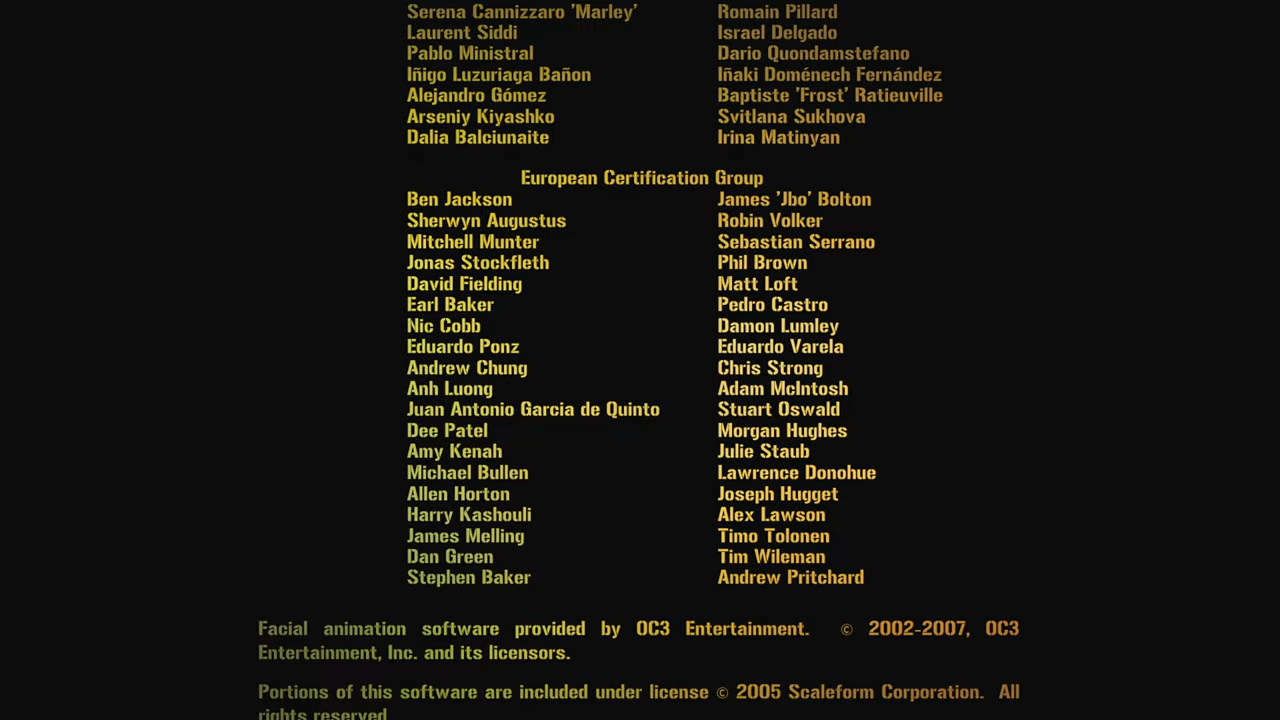 Serena Cannizzaro 'Marley' Romain Pillard
Laurent Siddi Israel Delgado
Pablo Ministral Dario Quondamstefano
Iñigo Luzuriaga Bañon Iñaki Doménech Fernández
Alejandro Gómez Baptiste 'Frost' Ratieuville
Arseniy Kiyashko Svitlana Sukhova
Dalia Balciunaite Irina Matinyan
European Certification Group
Ben Jackson James 'Jbo' Bolton
Sherwyn Augustus Robin Volker
Mitchell Munter Sebastian Serrano
Jonas Stockfleth Phil Brown
David Fielding Matt Loft
Earl Baker Pedro Castro
Nic Cobb Damon Lumley
Eduardo Ponz Eduardo Varela
Andrew Chung Chris Strong
Anh Luong Adam McIntosh
Juan Antonio Garcia de Quinto Stuart Oswald
Dee Patel Morgan Hughes
Amy Kenah Julie Staub
Michael Bullen Lawrence Donohue
Allen Horton Joseph Hugget
Harry Kashouli Alex Lawson
James Melling Timo Tolonen
Dan Green Tim Wileman
Stephen Baker Andrew Pritchard
Facial animation software provided by OC3 Entertainment. © 2002-2007, OC3
Entertainment, Inc. and its licensors.
Portions of this software are included under license © 2005 Scaleform Corporation. All
rights reserved